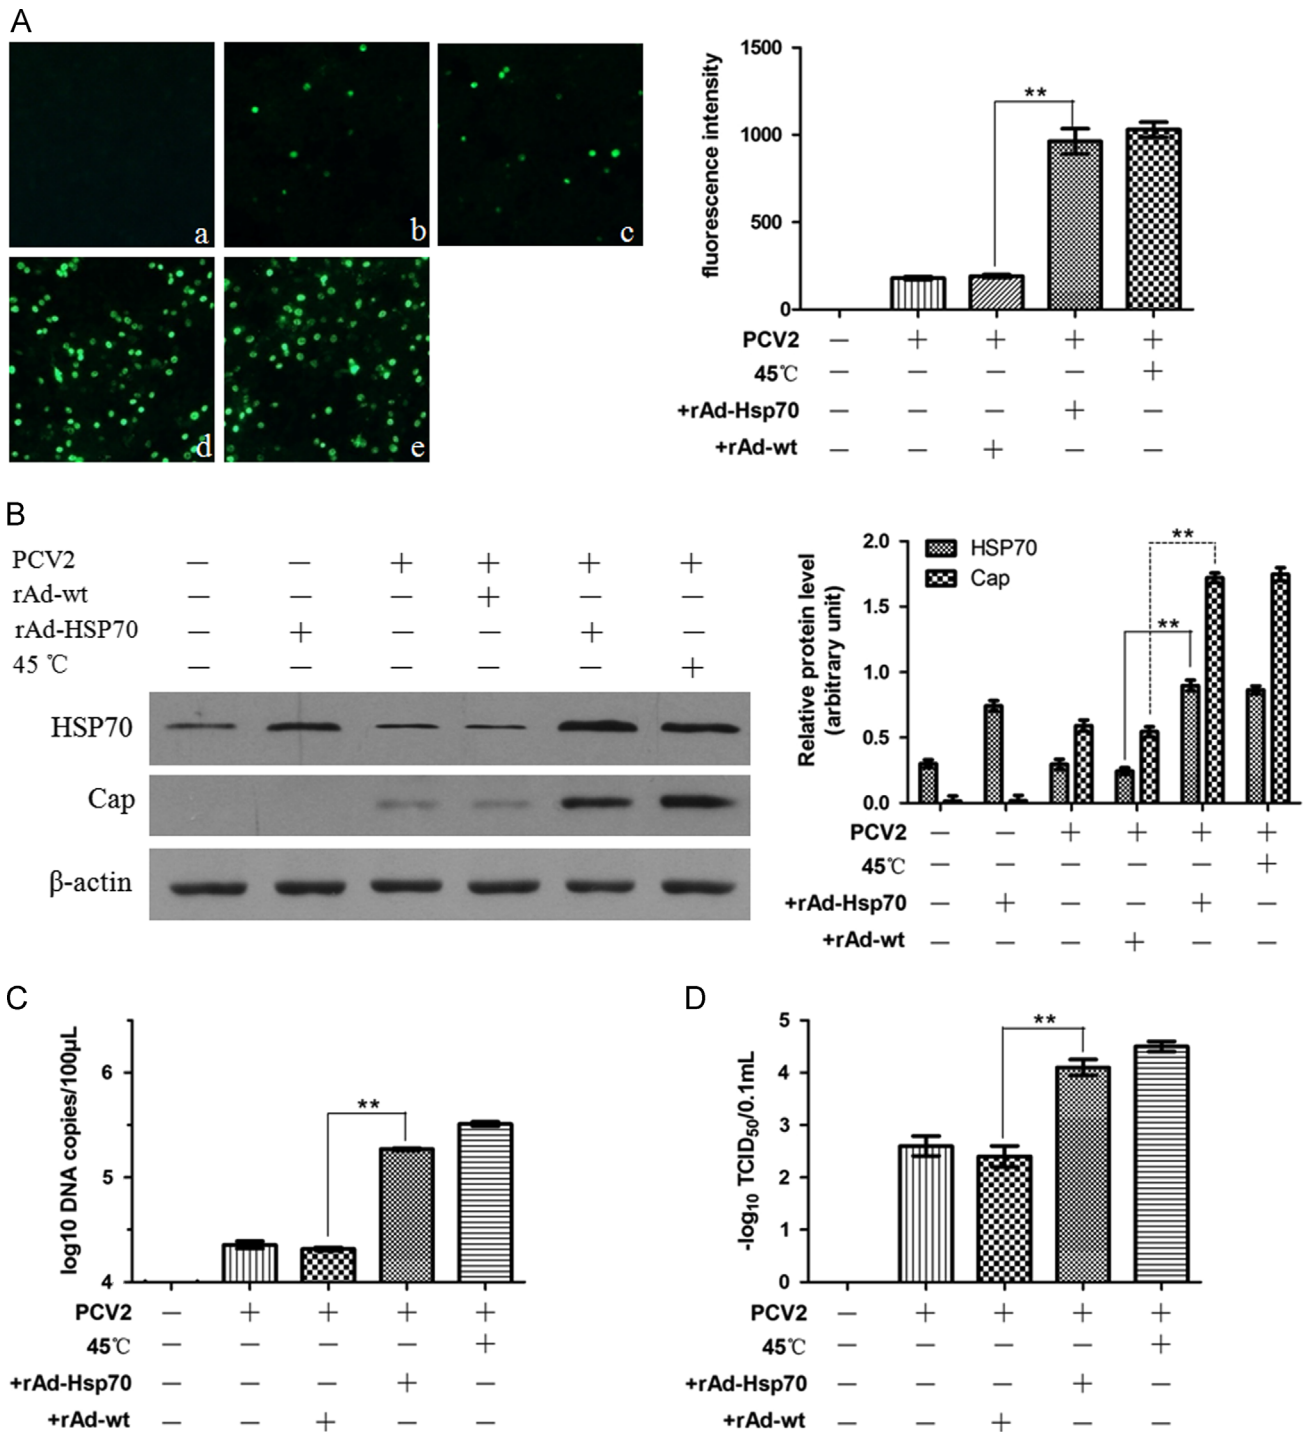 A
a
b
c
d
e
fluorescence intensity
1500
1000
500
0
**
PCV2 — + + + +
45℃ — — — — +
+rAd-Hsp70 — — — + —
+rAd-wt — — + — —
B
PCV2 — — + + + +
rAd-wt — — — + — —
rAd-HSP70 — + — — + —
45 ℃ — — — — — +
HSP70
Cap
β-actin
Relative protein level
(arbitrary unit)
2.0
1.5
1.0
0.5
0.0
HSP70
Cap
**
**
PCV2 — — + + + +
45℃ — — — — — +
+rAd-Hsp70 — + — — + —
+rAd-wt — — — + — —
C
log10 DNA copies/100μL
6
5
4
**
PCV2 — + + + +
45℃ — — — — +
+rAd-Hsp70 — — — + —
+rAd-wt — — + — —
D
-log10 TCID50/0.1mL
5
4
3
2
1
0
**
PCV2 — + + + +
45℃ — — — — +
+rAd-Hsp70 — — — + —
+rAd-wt — — + — —